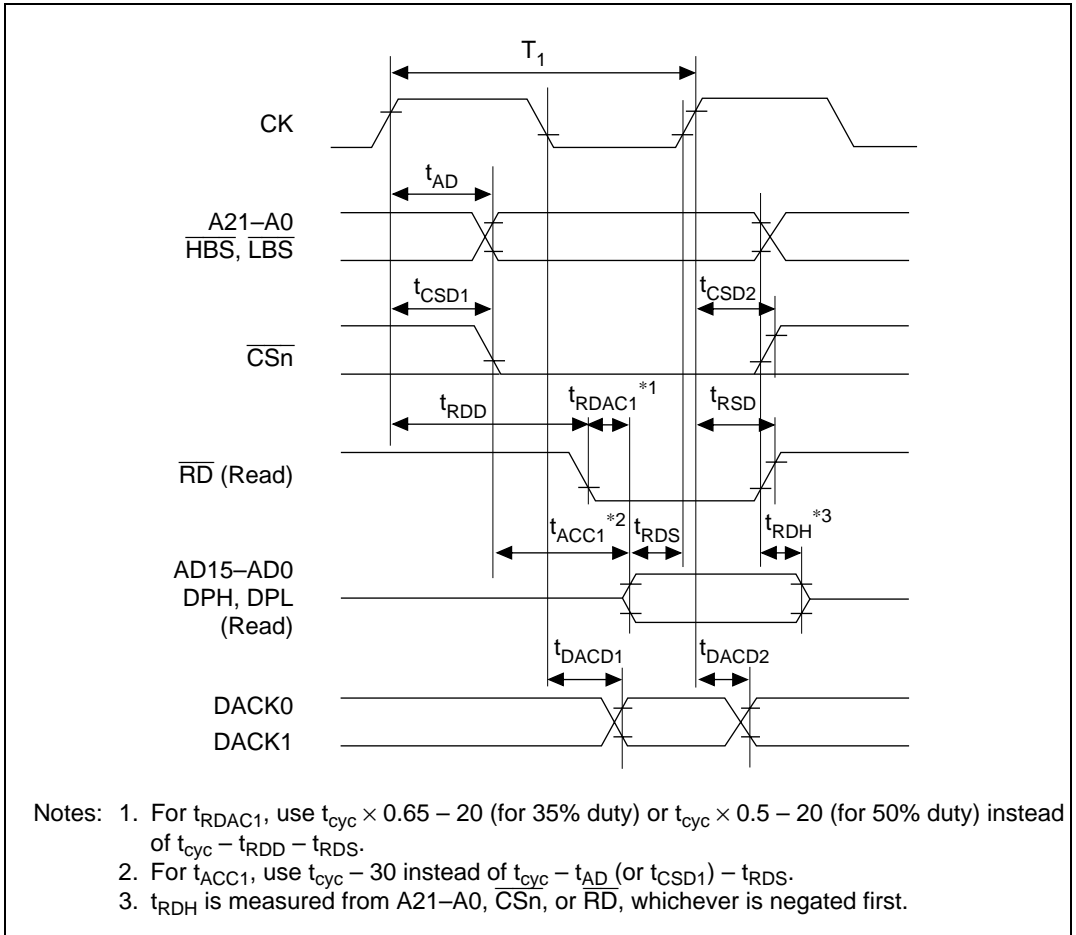 T1
CK
tAD
A21–A0
HBS, LBS
tCSD1
tCSD2
CSn
tRDD
tRDAC1*1
tRSD
RD (Read)
tACC1*2
tRDS
tRDH*3
AD15–AD0
DPH, DPL
(Read)
tDACD1
tDACD2
DACK0
DACK1
Notes: 1. For tRDAC1, use tcyc × 0.65 – 20 (for 35% duty) or tcyc × 0.5 – 20 (for 50% duty) instead
of tcyc – tRDD – tRDS.
2. For tACC1, use tcyc – 30 instead of tcyc – tAD (or tCSD1) – tRDS.
3. tRDH is measured from A21–A0, CSn, or RD, whichever is negated first.